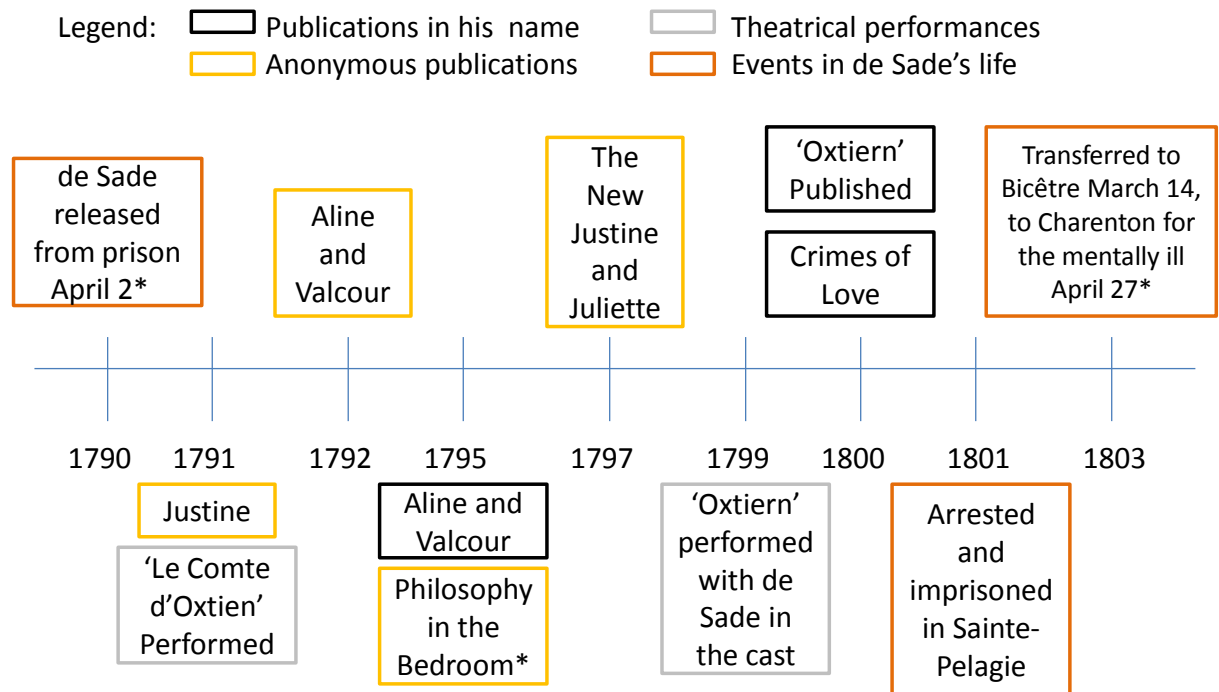 Legend:
Publications in his name
Theatrical performances
Anonymous publications
Events in de Sade's life
de Sade
released
from prison
April 2*
Aline
and
Valcour
The
New
Justine
and
Juliette
‘Oxtiern’
Published
Crimes of
Love
Transferred to
Bicêtre March 14,
to Charenton for
the mentally ill
April 27*
1790
1791
1792
1795
1797
1799
1800
1801
1803
Justine
‘Le Comte
d’Oxtien’
Performed
Aline and
Valcour
Philosophy
in the
Bedroom*
‘Oxtiern’
performed
with de
Sade in
the cast
Arrested
and
imprisoned
in Sainte-
Pelagie